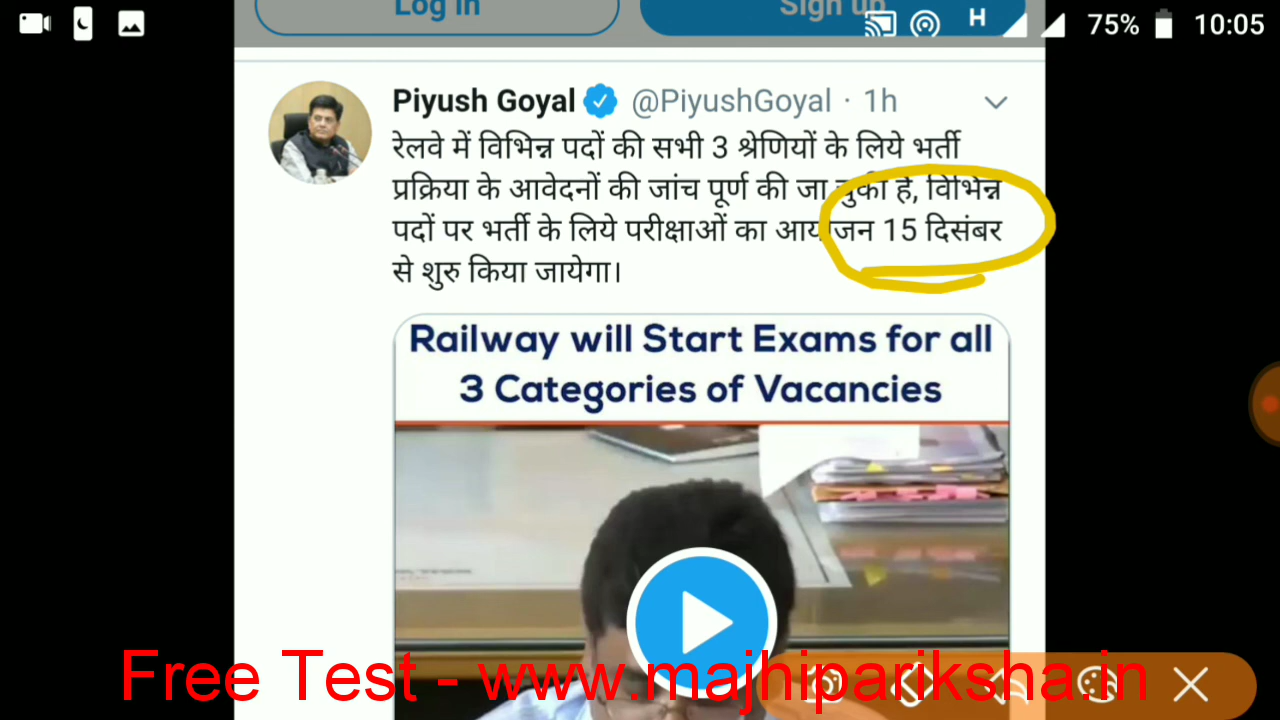 Log in
Sign up
H
75%
10:05
Piyush Goyal @PiyushGoyal · 1h
रेलवे में विभिन्न पदों की सभी 3 श्रेणियों के लिये भर्ती
प्रक्रिया के आवेदनों की जांच पूर्ण की जा चुकी है, विभिन्न
पदों पर भर्ती के लिये परीक्षाओं का आयोजन 15 दिसंबर
से शुरु किया जायेगा।
Railway will Start Exams for all
3 Categories of Vacancies
Free Test - www.majhipariksha.in